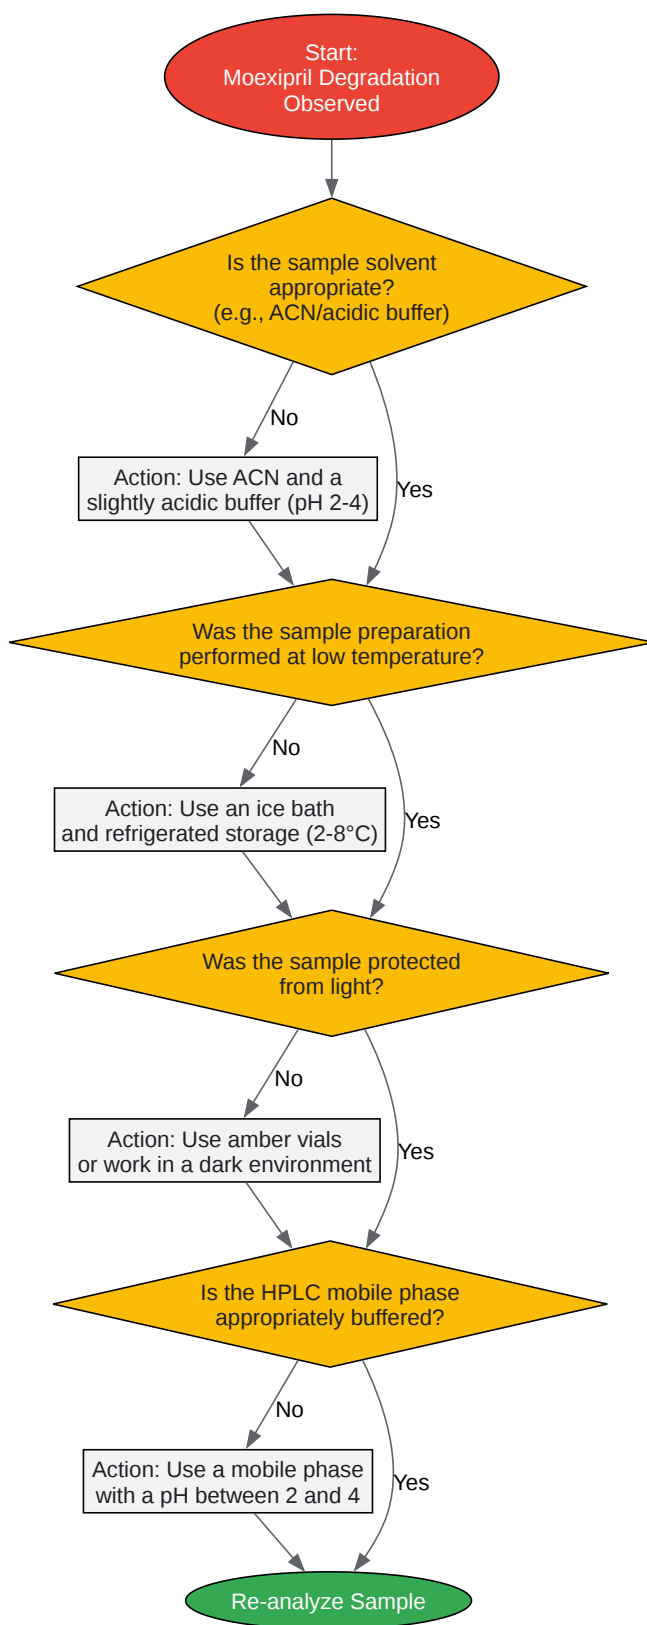 Start:
Moexipril Degradation
Observed
Is the sample solvent
appropriate?
(e.g., ACN/acidic buffer)
No
Yes
Action: Use ACN and a
slightly acidic buffer (pH 2-4)
Was the sample preparation
performed at low temperature?
No
Yes
Action: Use an ice bath
and refrigerated storage (2-8°C)
Was the sample protected
from light?
No
Yes
Action: Use amber vials
or work in a dark environment
Is the HPLC mobile phase
appropriately buffered?
No
Yes
Action: Use a mobile phase
with a pH between 2 and 4
Re-analyze Sample